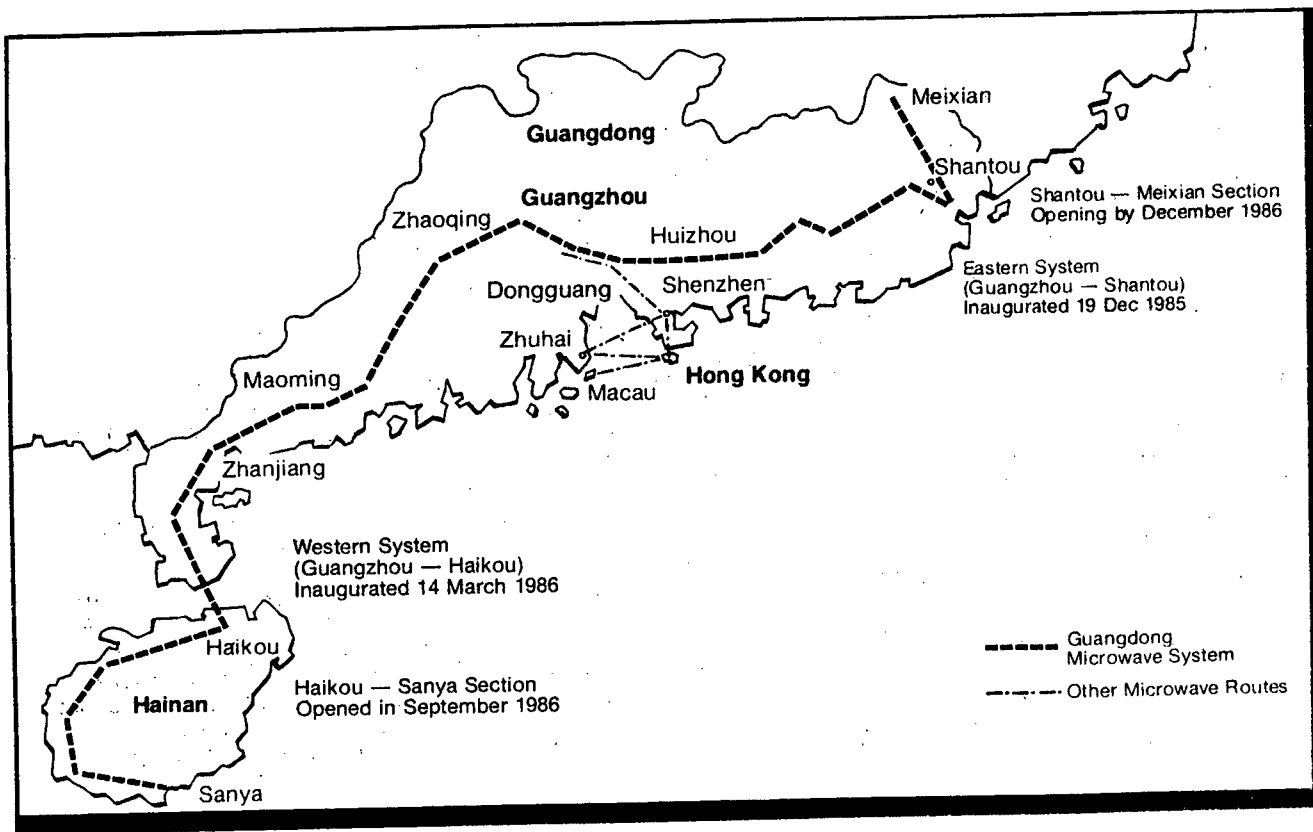 Meixian
Guangdong
Shantou
Guangzhou
Shantou — Meixian Section
Opening by December 1986
Zhaoqing
Huizhou
Eastern System
(Guangzhou — Shantou)
Inaugurated 19 Dec 1985
Shenzhen
Dongguang
Zhuhai
Hong Kong
Macau
Maoming
Zhanjiang
Western System
(Guangzhou — Haikou)
Inaugurated 14 March 1986
Haikou
Guangdong
Microwave System
Haikou — Sanya Section
Opened in September 1986
Other Microwave Routes
Hainan
Sanya